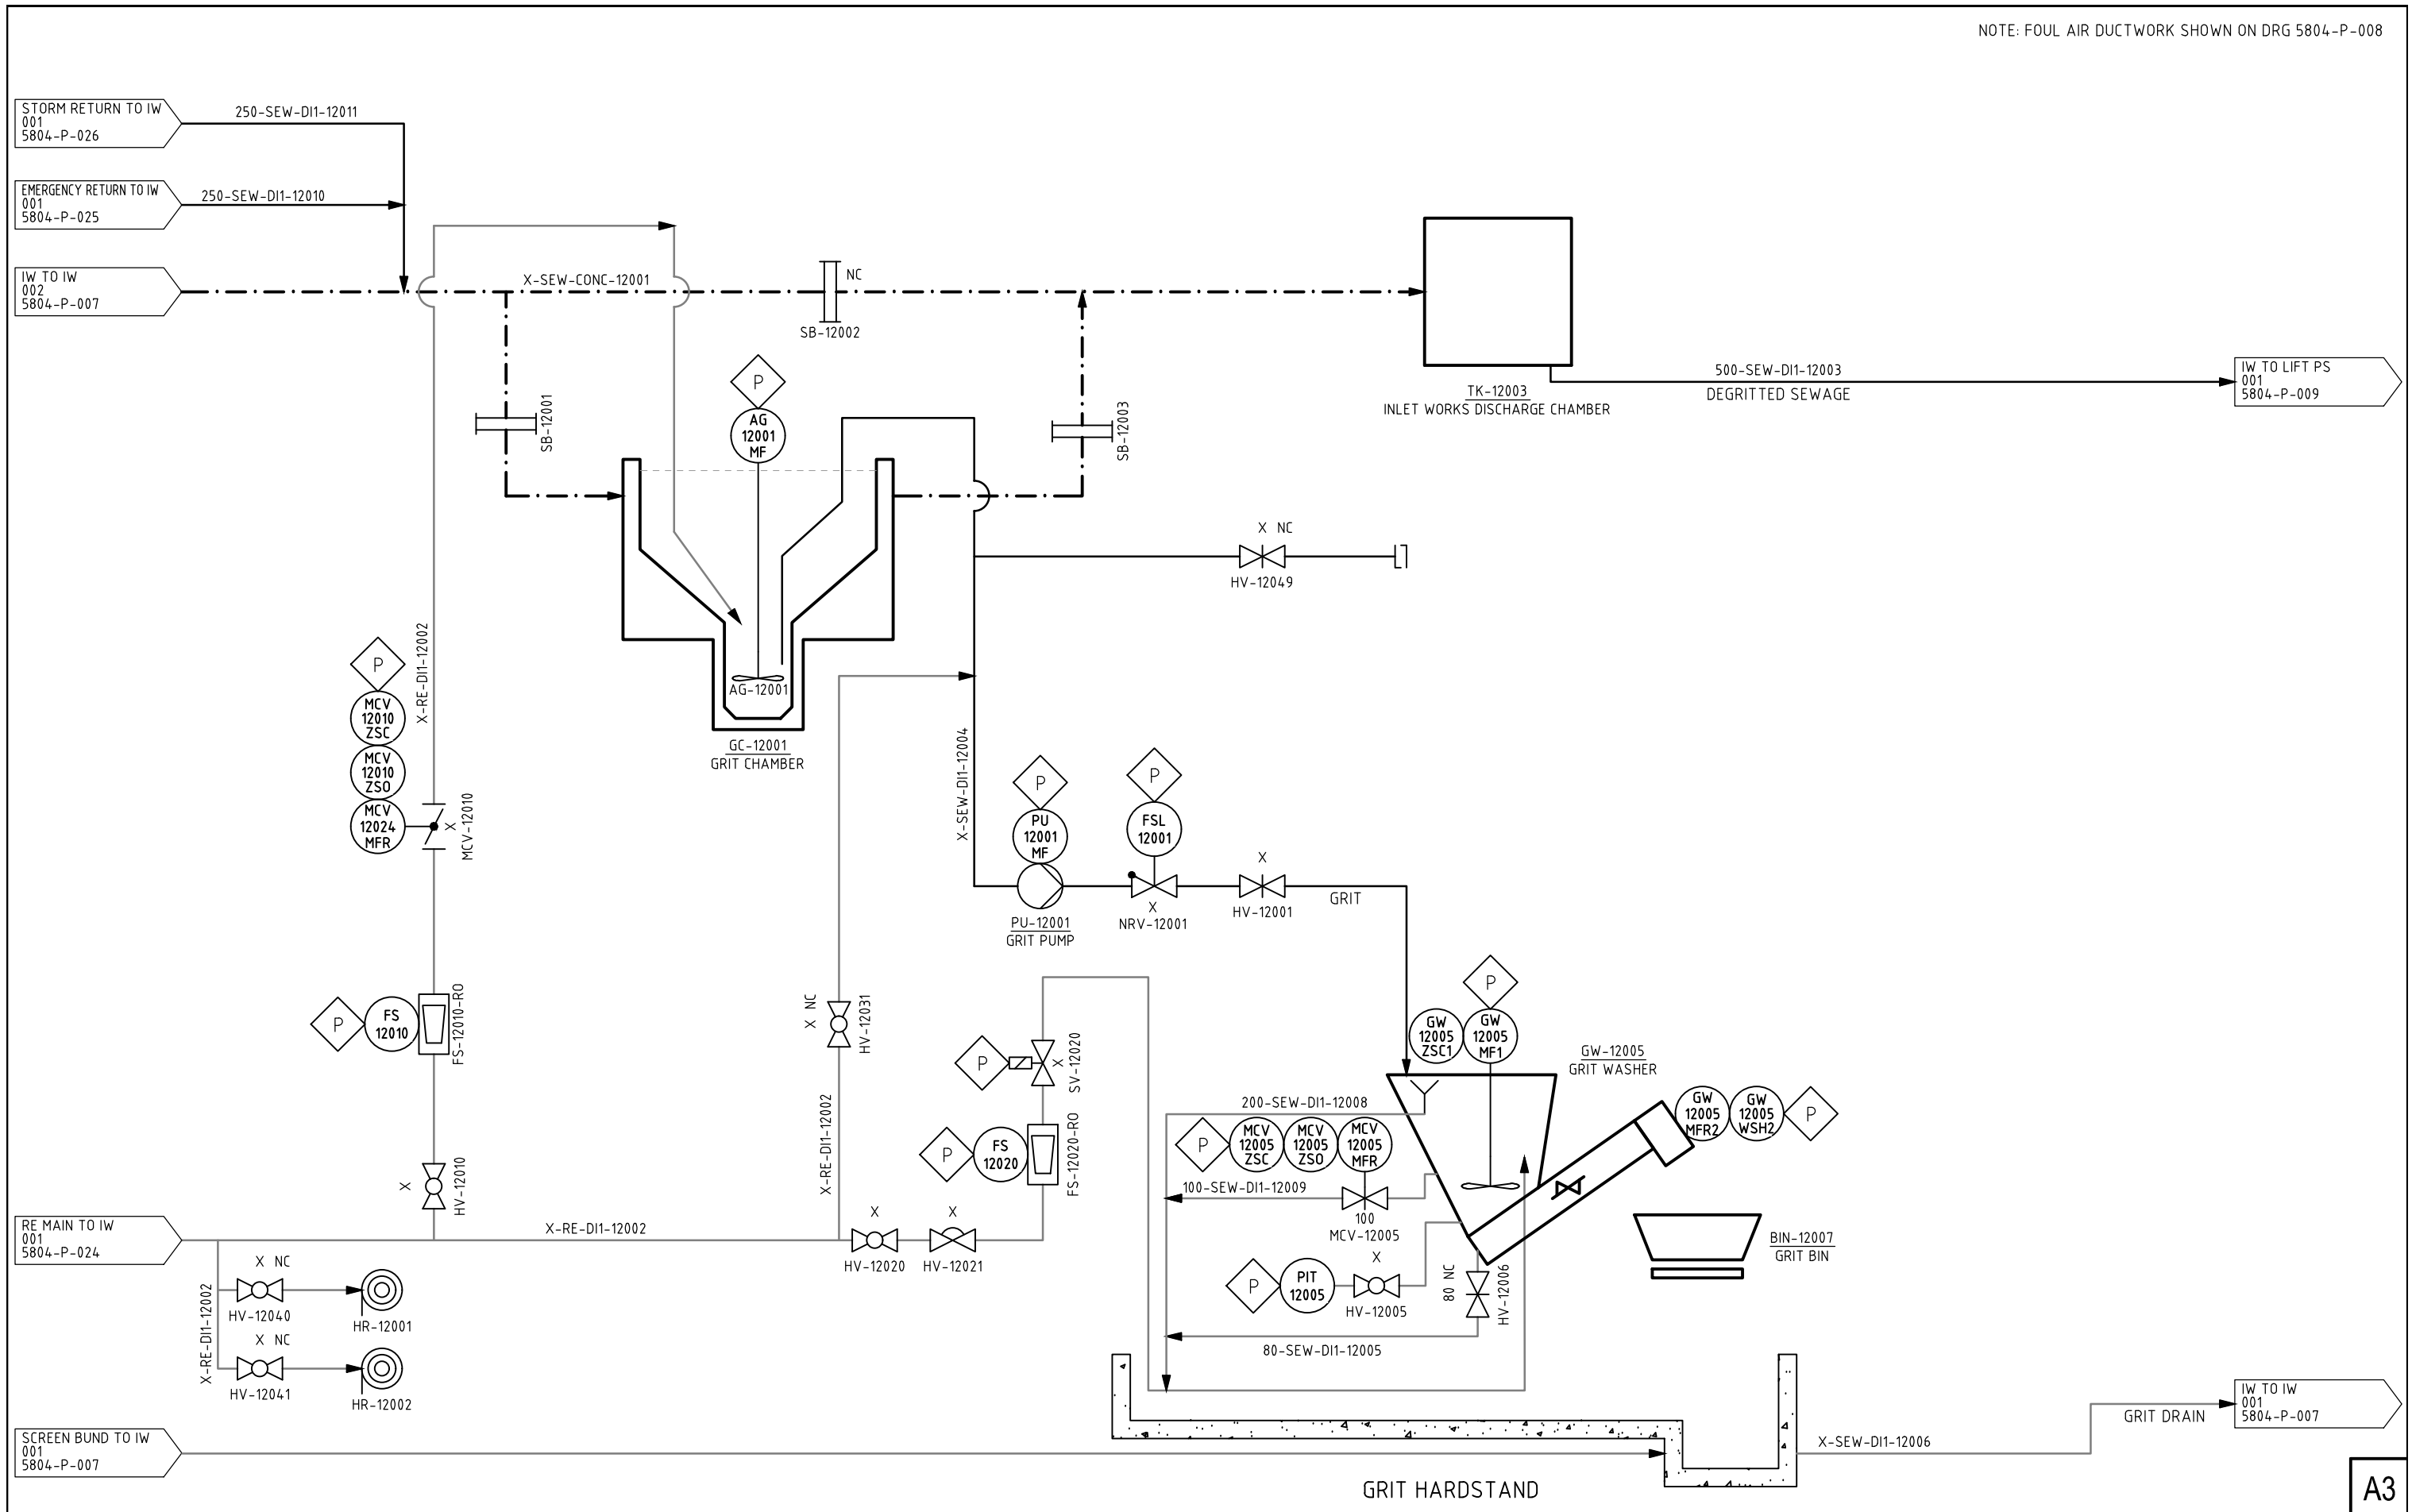 NOTE: FOUL AIR DUCTWORK SHOWN ON DRG 5804-P-008
STORM RETURN TO IW
001
5804-P-026
250-SEW-DI1-12011
EMERGENCY RETURN TO IW
001
5804-P-025
250-SEW-DI1-12010
IW TO IW
002
5804-P-007
X-SEW-CONC-12001
NC
SB-12002
SB-12001
SB-12003
P
AG
12001
MF
TK-12003
INLET WORKS DISCHARGE CHAMBER
500-SEW-DI1-12003
DEGRITTED SEWAGE
IW TO LIFT PS
001
5804-P-009
X NC
HV-12049
AG-12001
GC-12001
GRIT CHAMBER
X-RE-DI1-12002
P
MCV
12010
ZSC
MCV
12010
ZSO
MCV
12024
MFR
X
MCV-12010
X-SEW-DI1-12004
P
PU
12001
MF
PU-12001
GRIT PUMP
P
FSL
12001
X
NRV-12001
X
HV-12001
GRIT
P
FS
12010
FS-12010-RO
X
HV-12010
X NC
HV-12031
X-RE-DI1-12002
P
X
SV-12020
P
FS
12020
FS-12020-RO
P
GW
12005
ZSC1
GW
12005
MF1
GW-12005
GRIT WASHER
GW
12005
MFR2
GW
12005
WSH2
P
200-SEW-DI1-12008
P
MCV
12005
ZSC
MCV
12005
ZSO
MCV
12005
MFR
100-SEW-DI1-12009
100
MCV-12005
P
PIT
12005
X
HV-12005
80 NC
HV-12006
80-SEW-DI1-12005
BIN-12007
GRIT BIN
RE MAIN TO IW
001
5804-P-024
X-RE-DI1-12002
X
HV-12020
X
HV-12021
X-RE-DI1-12002
X NC
HV-12040
HR-12001
X NC
HV-12041
HR-12002
SCREEN BUND TO IW
001
5804-P-007
GRIT HARDSTAND
X-SEW-DI1-12006
GRIT DRAIN
IW TO IW
001
5804-P-007
A3